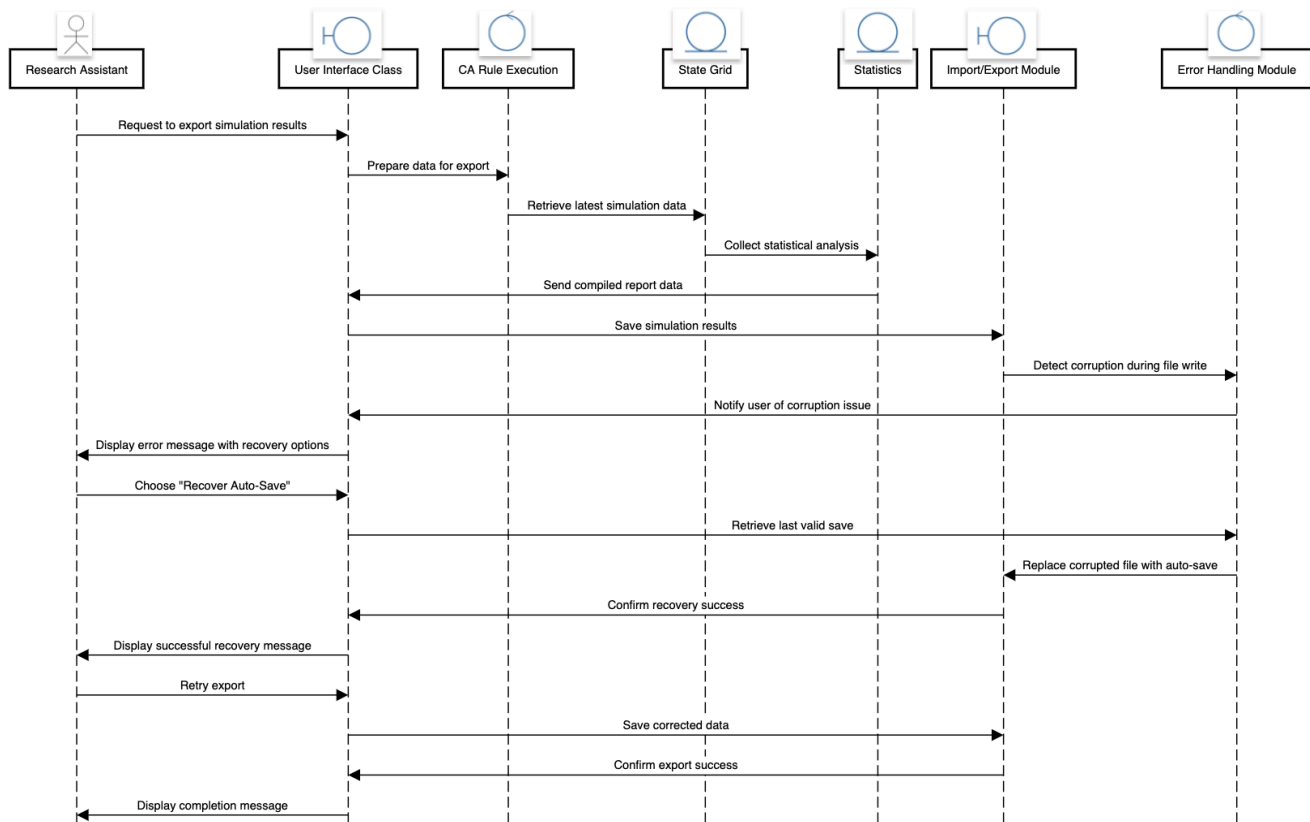 Research Assistant
User Interface Class
CA Rule Execution
State Grid
Statistics
Import/Export Module
Error Handling Module
Request to export simulation results
Prepare data for export
Retrieve latest simulation data
Collect statistical analysis
Send compiled report data
Save simulation results
Detect corruption during file write
Notify user of corruption issue
Display error message with recovery options
Choose "Recover Auto-Save"
Retrieve last valid save
Replace corrupted file with auto-save
Confirm recovery success
Display successful recovery message
Retry export
Save corrected data
Confirm export success
Display completion message